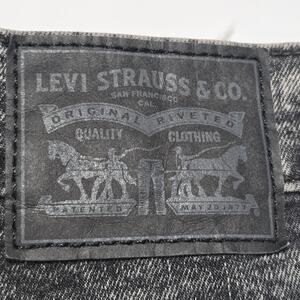 LEVI STRAUSS & CO.
SAN FRANCISCO
CAL.
ORIGINAL RIVETED
QUALITY CLOTHING
PATENTED MAY 20 1873